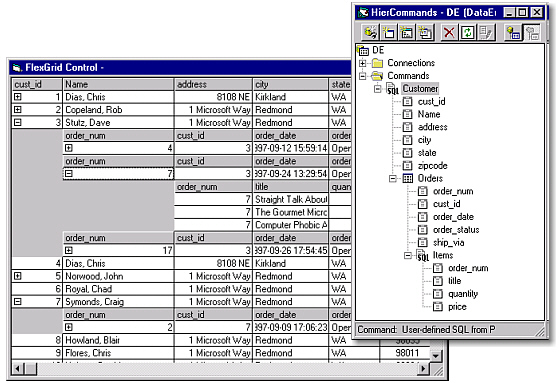 HierCommands - DE (DataEn
DE
Connections
Commands
SQL Customer
cust_id
Name
address
city
state
zipcode
Orders
order_num
cust_id
order_date
order_status
ship_via
SQL Items
order_num
title
quantity
price
Command: User-defined SQL from P
FlexGrid Control -
cust_id Name address city state
1 Dias, Chris 8108 NE Kirkland WA
2 Copeland, Rob 1 Microsoft Way Redmond WA
3 Stutz, Dave 1 Microsoft Way Redmond WA
order_num cust_id order_date order
4 3 997-09-12 15:59:14 Oper
order_num cust_id order_date order
7 3 997-09-24 13:29:54 Oper
order_num title quan
7 Straight Talk About
7 The Gourmet Micro
7 Computer Phobic A
order_num cust_id order_date order
17 3 997-09-26 17:54:45 Oper
4 Dias, Chris 8108 NE Kirkland WA
5 Norwood, John 1 Microsoft Way Redmond WA
6 Royal, Chad 1 Microsoft Way Redmond WA
7 Symonds, Craig 1 Microsoft Way Redmond WA
order_num cust_id order_date order
2 7 997-09-09 17:06:23 Oper
8 Howland, Blair 1 Microsoft Way Redmond WA
9 Flores, Chris 1 Microsoft Way Redmond WA 98011